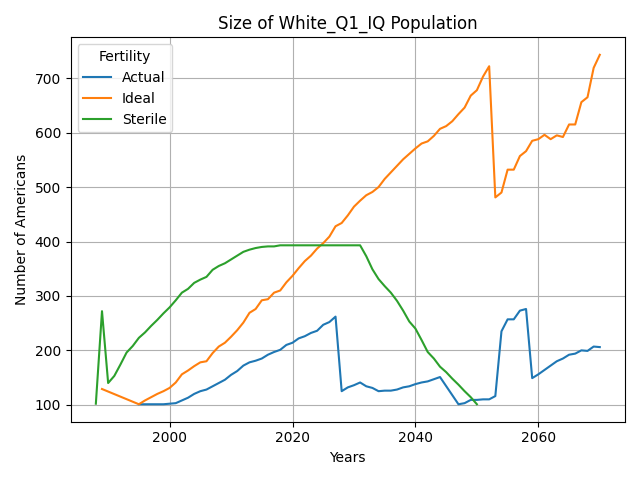 Size of White_Q1_IQ Population
Fertility
Actual
Ideal
Sterile
Number of Americans
700
600
500
400
300
200
100
2000
2020
2040
2060
Years